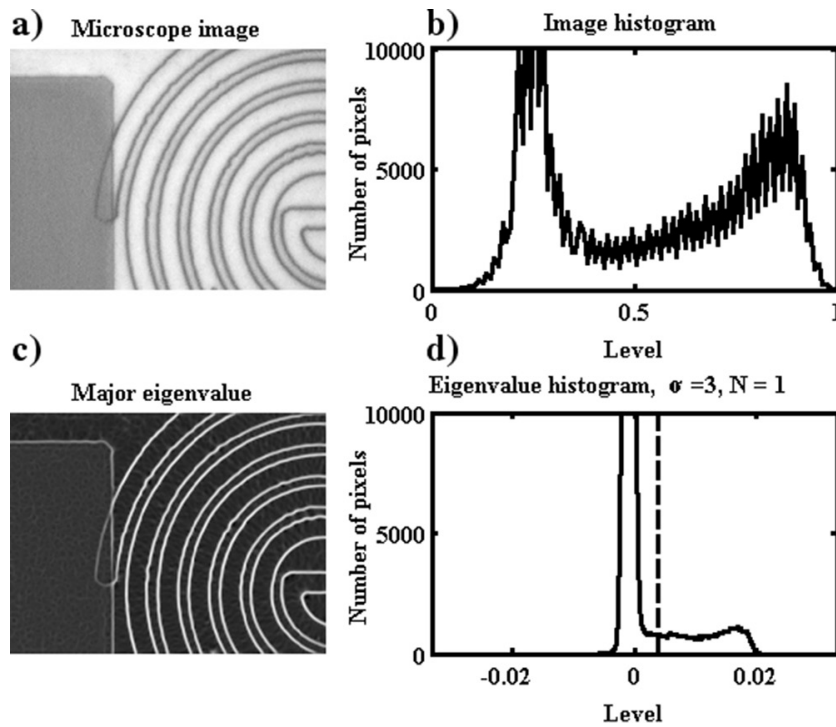 a)
Microscope image
b)
Image histogram
10000
5000
0
Number of pixels
0
0.5
1
Level
c)
Major eigenvalue
d)
Eigenvalue histogram, σ =3, N = 1
10000
5000
0
Number of pixels
-0.02
0
0.02
Level